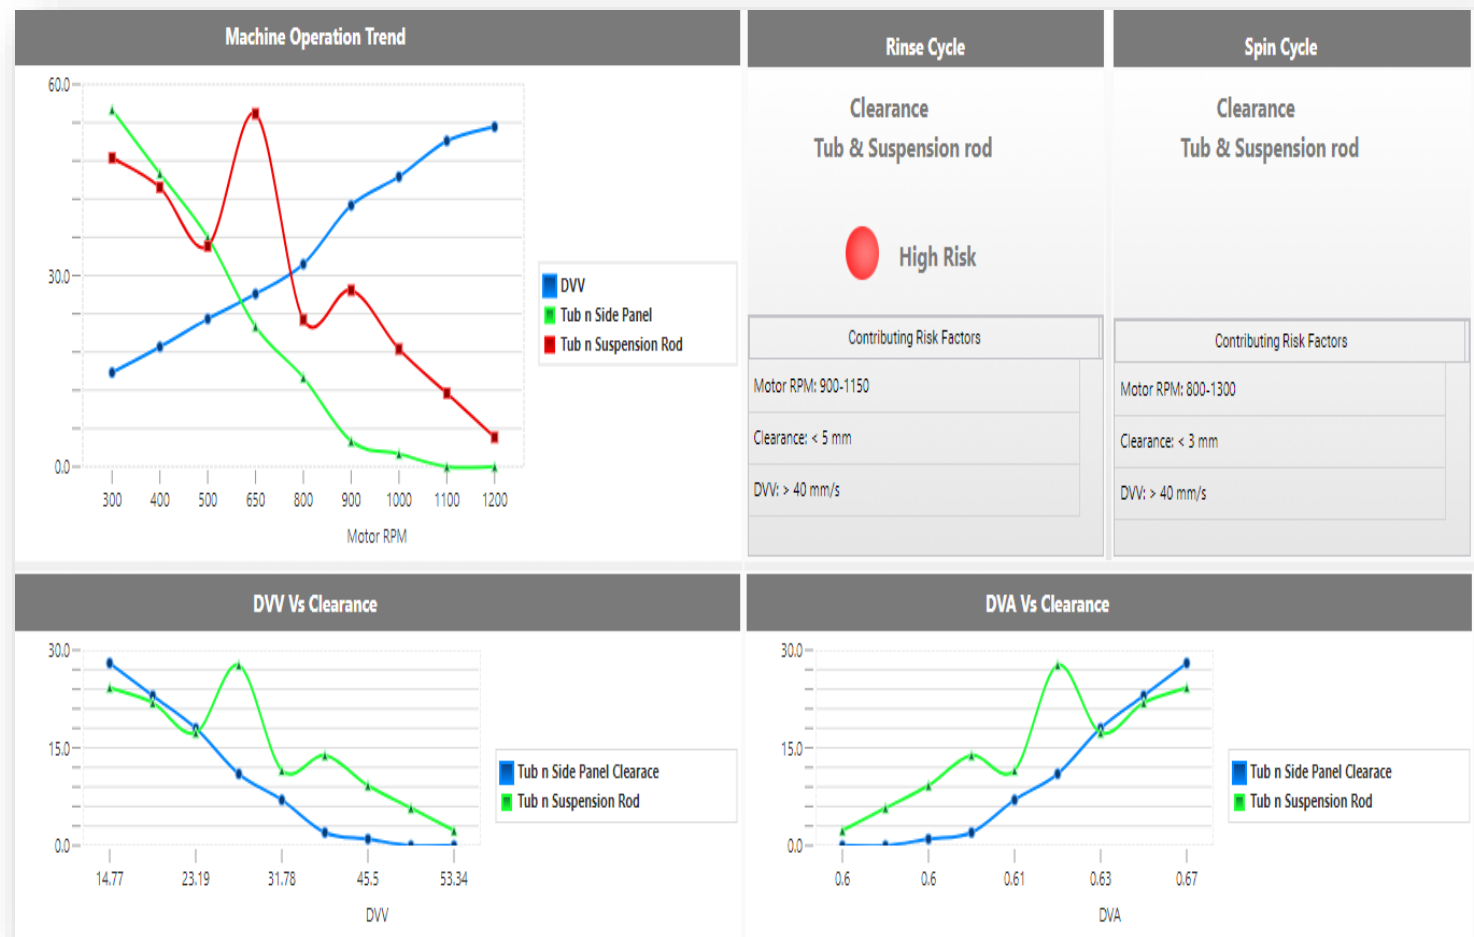 Machine Operation Trend
60.0
30.0
0.0
300 400 500 650 800 900 1000 1100 1200
Motor RPM
DVV
Tub n Side Panel
Tub n Suspension Rod
Rinse Cycle
Clearance
Tub & Suspension rod
High Risk
Contributing Risk Factors
Motor RPM: 900-1150
Clearance: < 5 mm
DVV: > 40 mm/s
Spin Cycle
Clearance
Tub & Suspension rod
Contributing Risk Factors
Motor RPM: 800-1300
Clearance: < 3 mm
DVV: > 40 mm/s
DVV Vs Clearance
30.0
15.0
0.0
14.77 23.19 31.78 45.5 53.34
DVV
Tub n Side Panel Clearace
Tub n Suspension Rod
DVA Vs Clearance
30.0
15.0
0.0
0.6 0.6 0.61 0.63 0.67
DVA
Tub n Side Panel Clearace
Tub n Suspension Rod